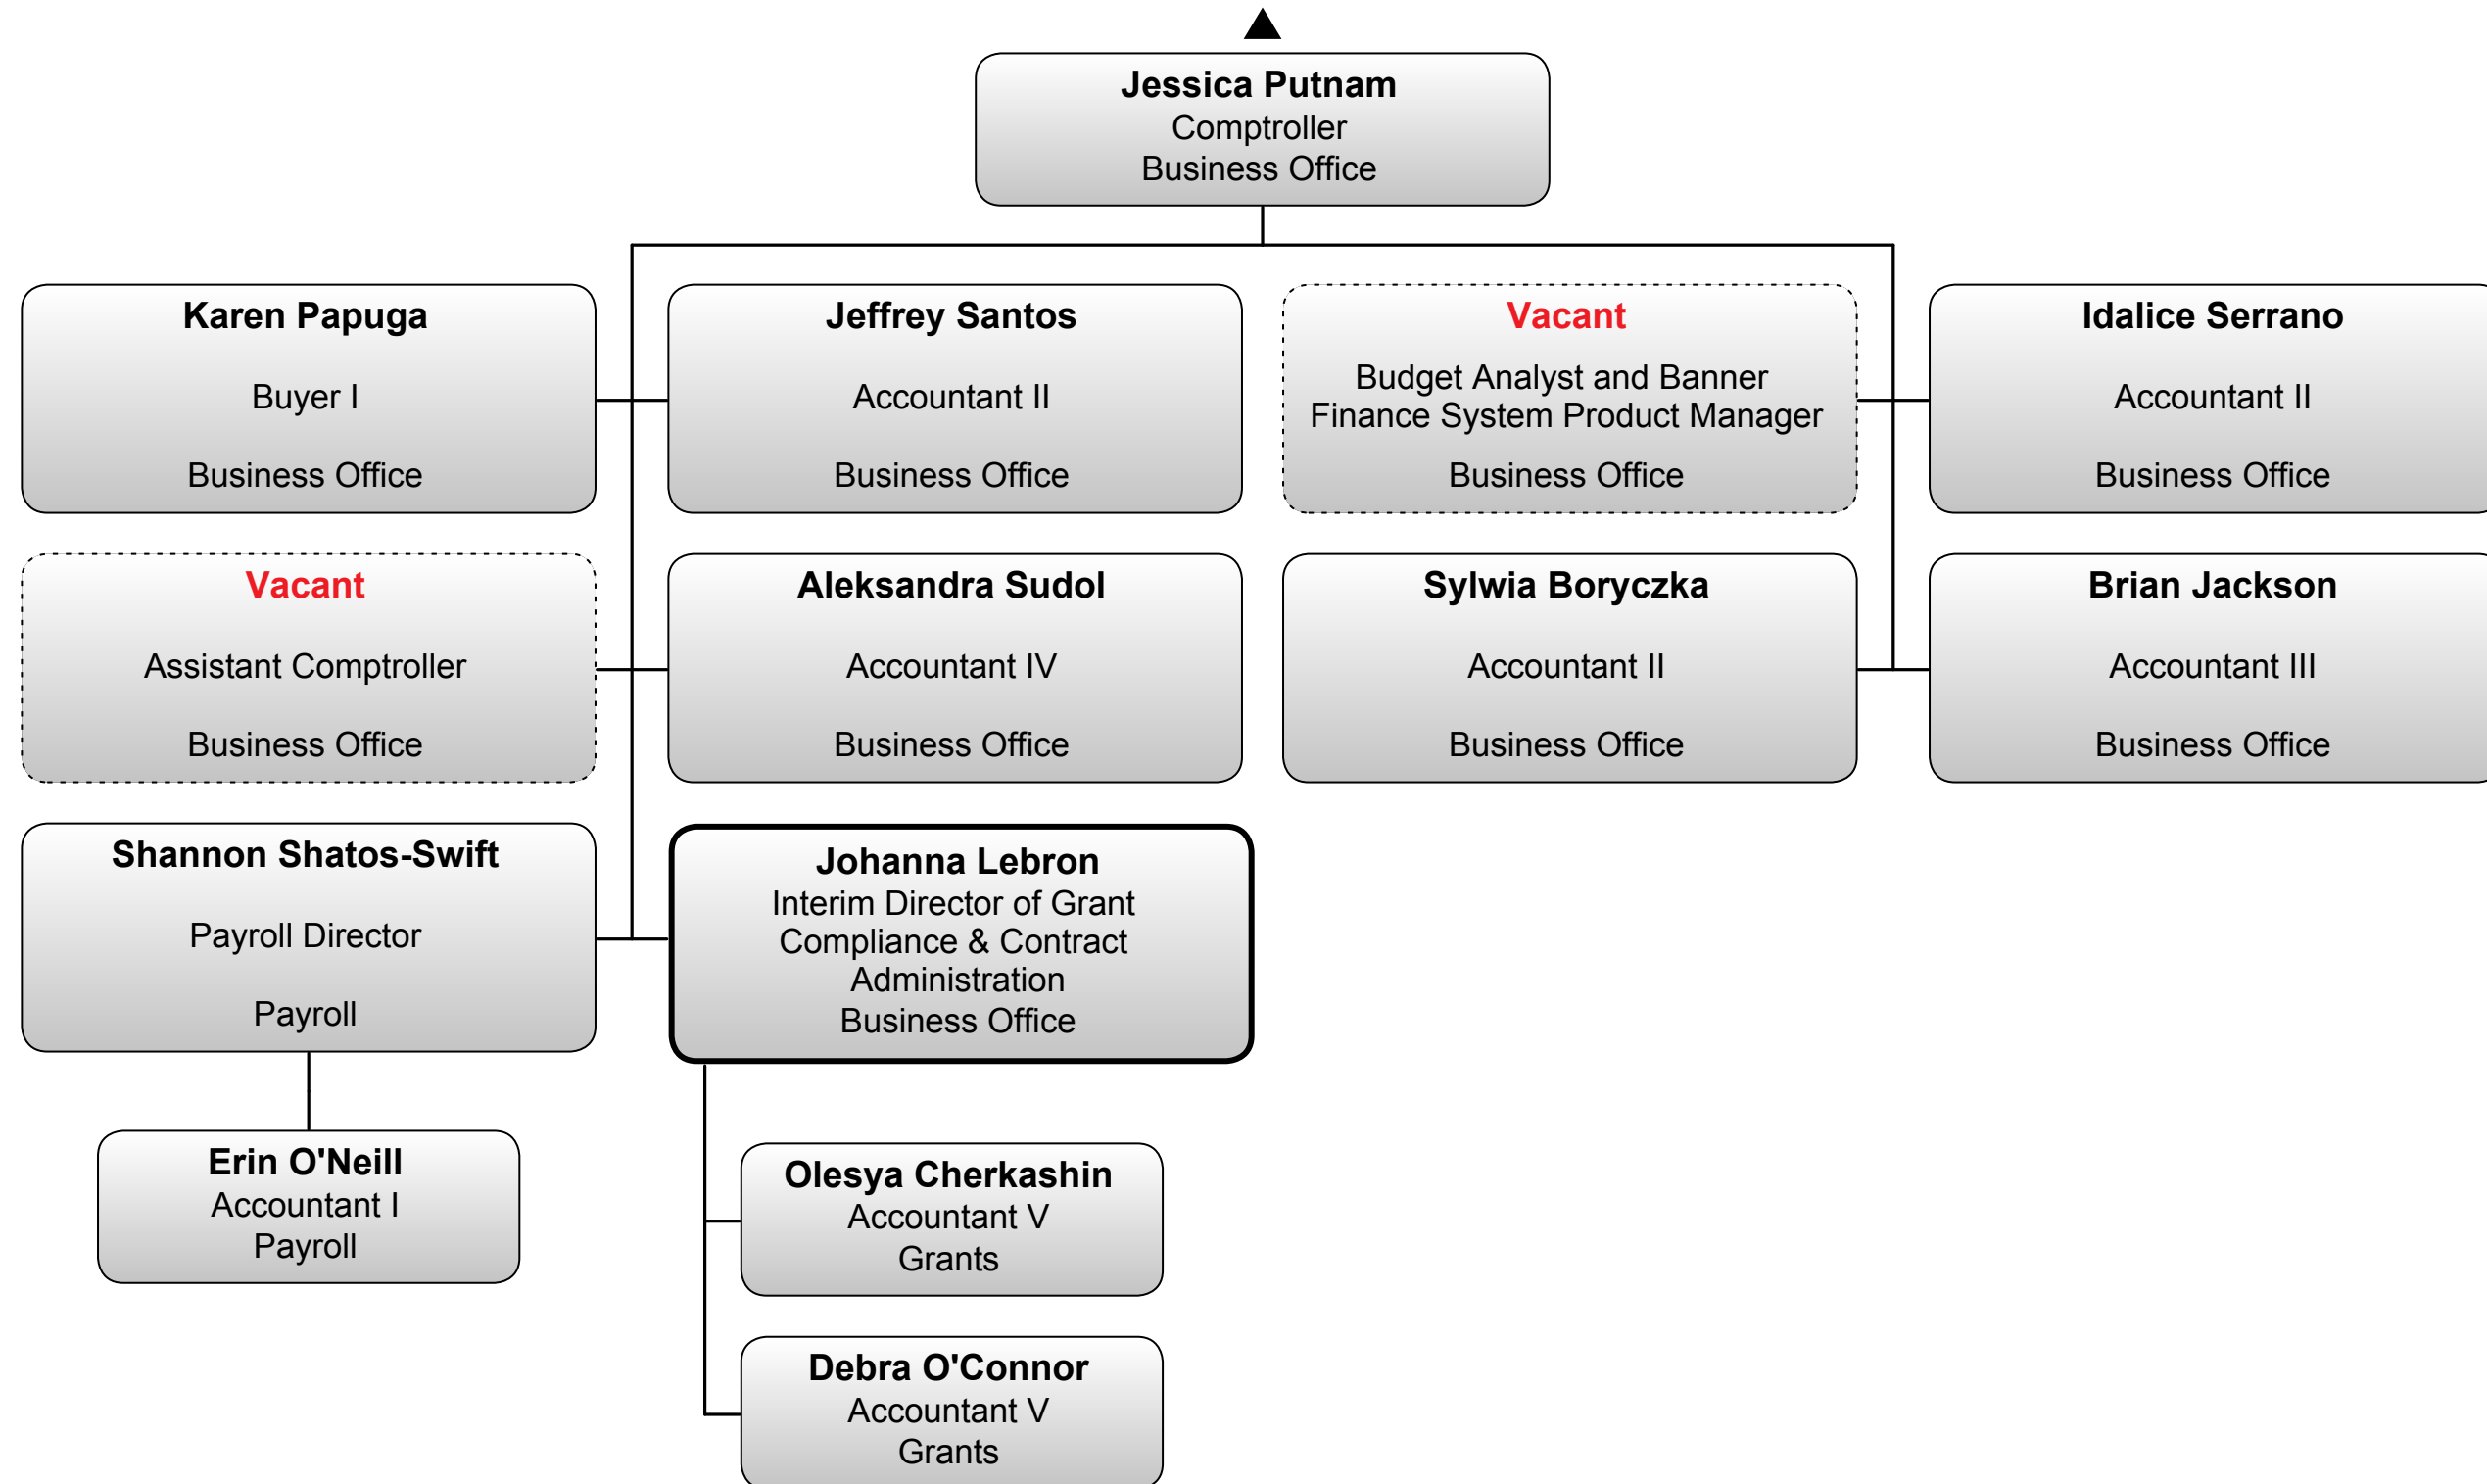 Jessica Putnam
Comptroller
Business Office
Karen Papuga
Buyer I
Business Office
Jeffrey Santos
Accountant II
Business Office
Vacant
Budget Analyst and Banner
Finance System Product Manager
Business Office
Idalice Serrano
Accountant II
Business Office
Vacant
Assistant Comptroller
Business Office
Aleksandra Sudol
Accountant IV
Business Office
Sylwia Boryczka
Accountant II
Business Office
Brian Jackson
Accountant III
Business Office
Shannon Shatos-Swift
Payroll Director
Payroll
Johanna Lebron
Interim Director of Grant
Compliance & Contract
Administration
Business Office
Erin O'Neill
Accountant I
Payroll
Olesya Cherkashin
Accountant V
Grants
Debra O'Connor
Accountant V
Grants